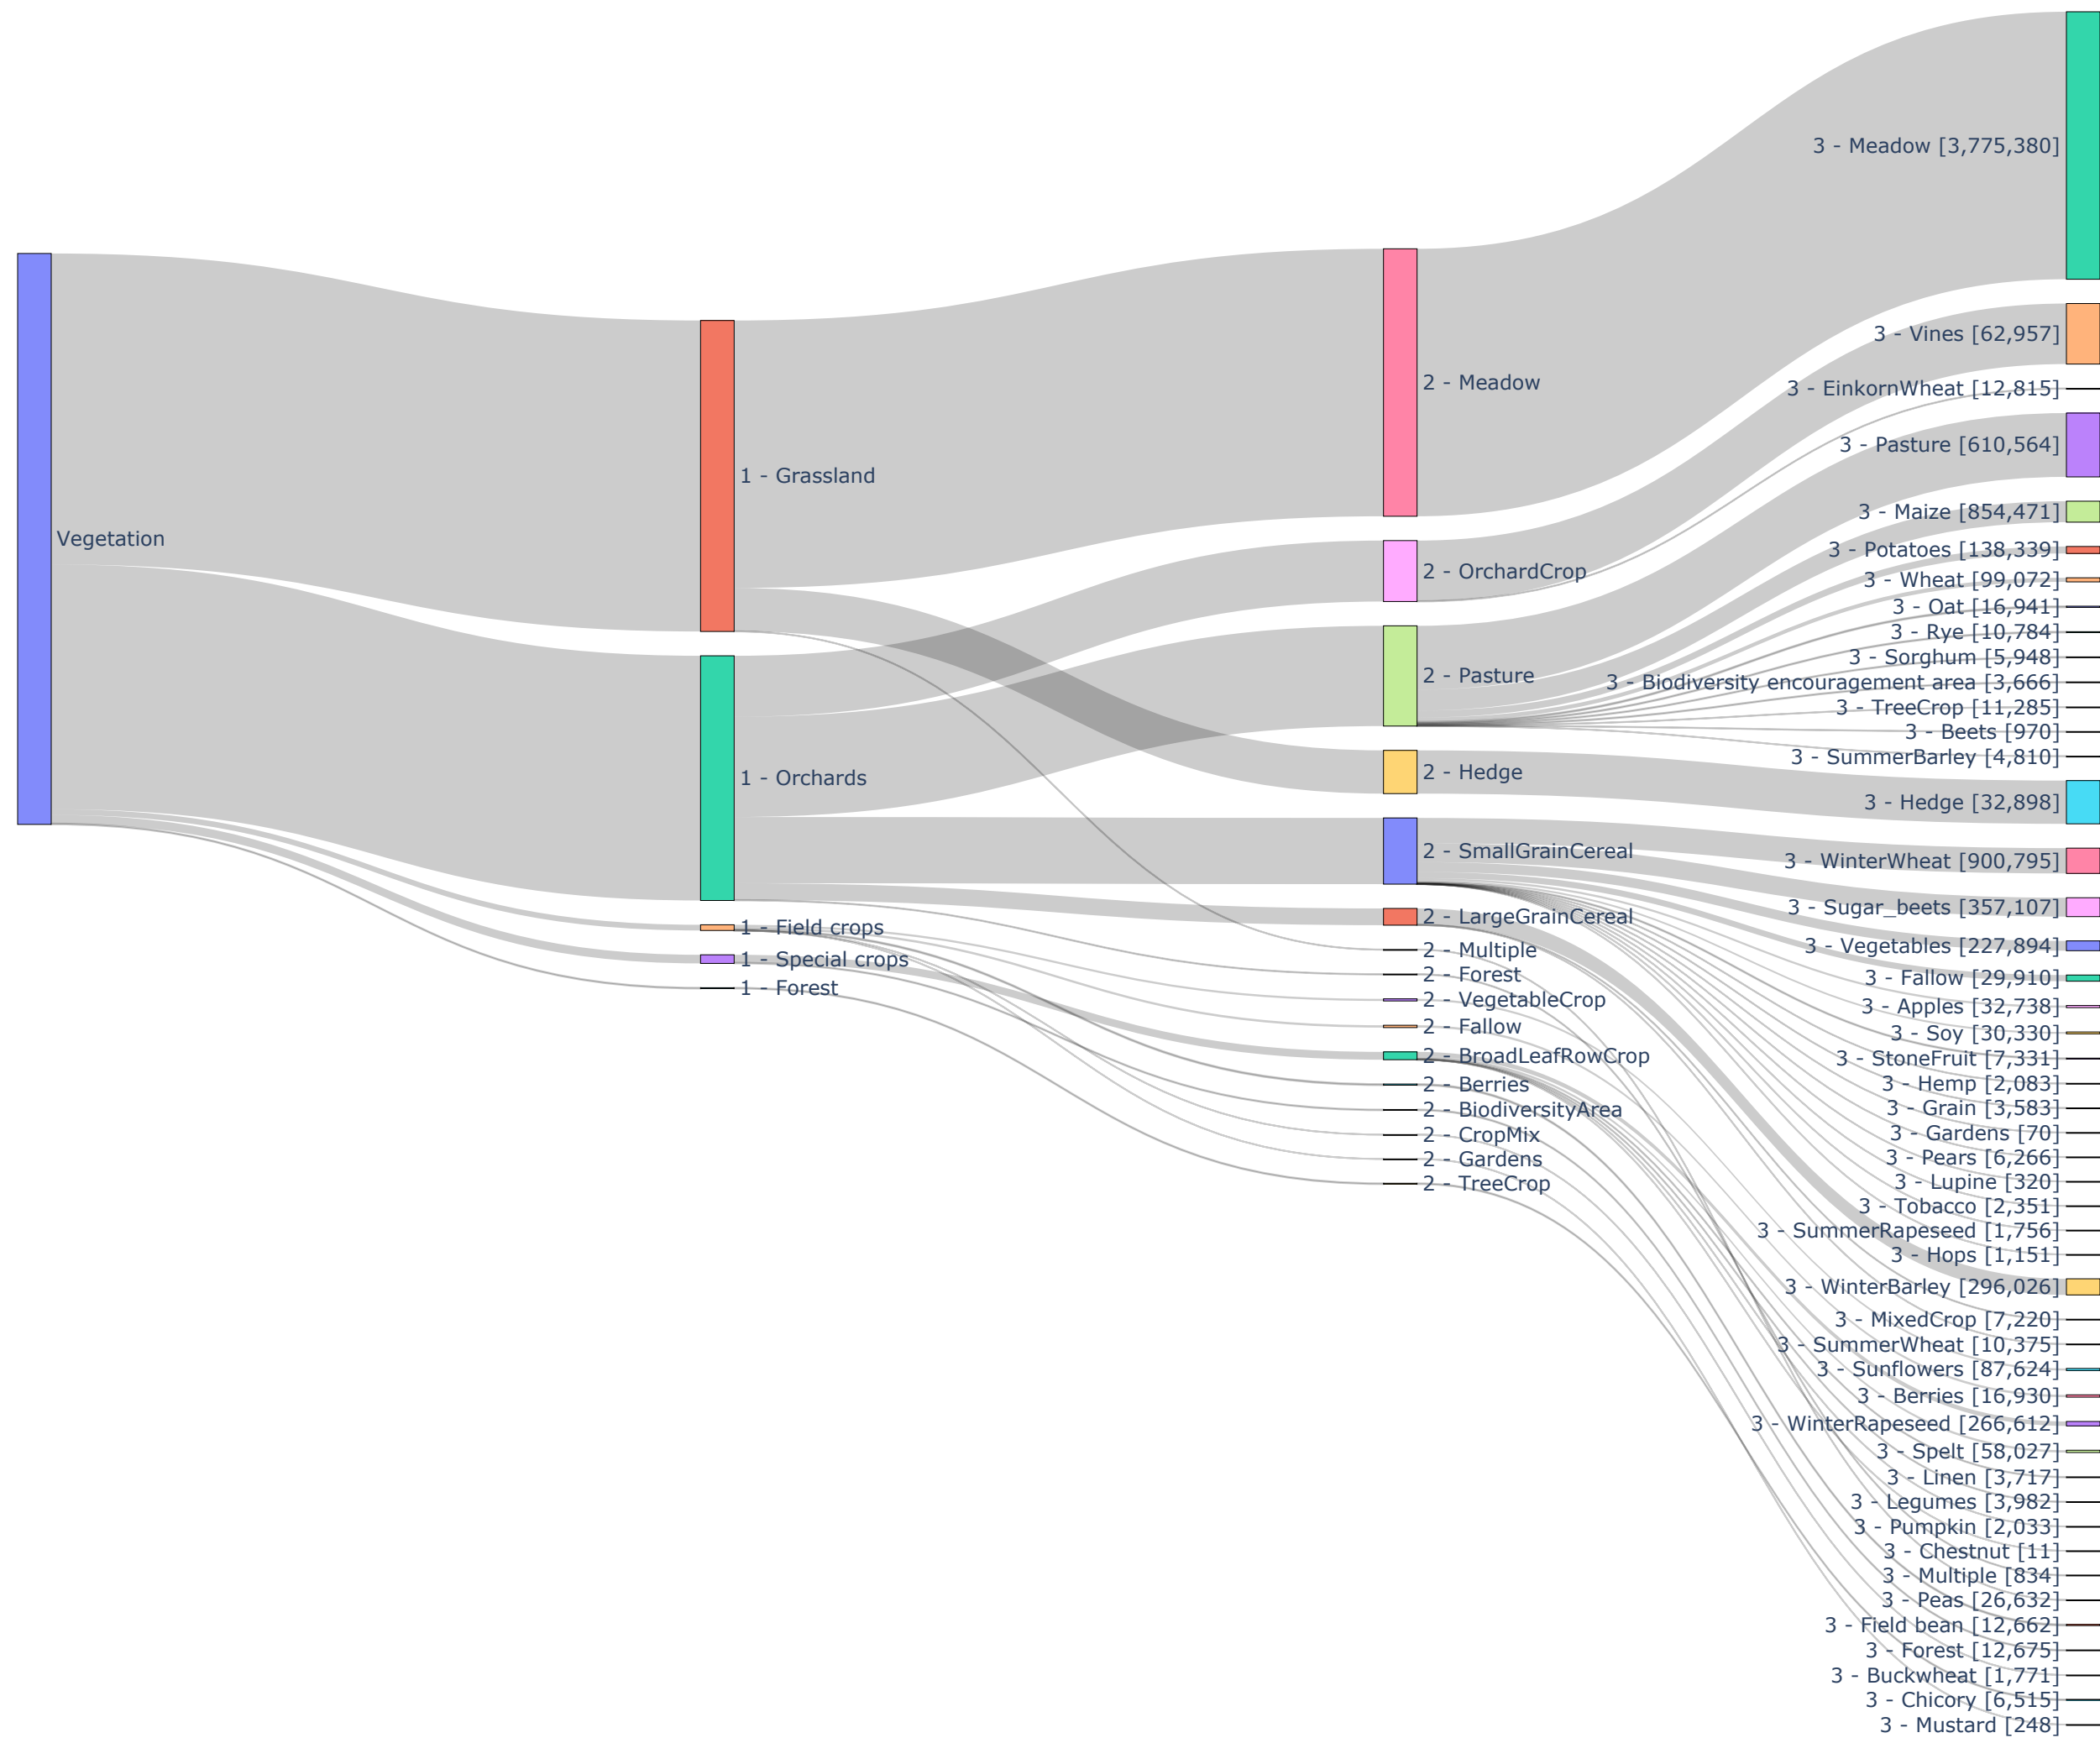 Vegetation
1 - Grassland
1 - Orchards
1 - Field crops
1 - Special crops
1 - Forest
2 - Meadow
2 - OrchardCrop
2 - Pasture
2 - Hedge
2 - SmallGrainCereal
2 - LargeGrainCereal
2 - Multiple
2 - Forest
2 - VegetableCrop
2 - Fallow
2 - BroadLeafRowCrop
2 - Berries
2 - BiodiversityArea
2 - CropMix
2 - Gardens
2 - TreeCrop
3 - Meadow [3,775,380]
3 - Vines [62,957]
3 - EinkornWheat [12,815]
3 - Pasture [610,564]
3 - Maize [854,471]
3 - Potatoes [138,339]
3 - Wheat [99,072]
3 - Oat [16,941]
3 - Rye [10,784]
3 - Sorghum [5,948]
3 - Biodiversity encouragement area [3,666]
3 - TreeCrop [11,285]
3 - Beets [970]
3 - SummerBarley [4,810]
3 - Hedge [32,898]
3 - WinterWheat [900,795]
3 - Sugar_beets [357,107]
3 - Vegetables [227,894]
3 - Fallow [29,910]
3 - Apples [32,738]
3 - Soy [30,330]
3 - StoneFruit [7,331]
3 - Hemp [2,083]
3 - Grain [3,583]
3 - Gardens [70]
3 - Pears [6,266]
3 - Lupine [320]
3 - Tobacco [2,351]
3 - SummerRapeseed [1,756]
3 - Hops [1,151]
3 - WinterBarley [296,026]
3 - MixedCrop [7,220]
3 - SummerWheat [10,375]
3 - Sunflowers [87,624]
3 - Berries [16,930]
3 - WinterRapeseed [266,612]
3 - Spelt [58,027]
3 - Linen [3,717]
3 - Legumes [3,982]
3 - Pumpkin [2,033]
3 - Chestnut [11]
3 - Multiple [834]
3 - Peas [26,632]
3 - Field bean [12,662]
3 - Forest [12,675]
3 - Buckwheat [1,771]
3 - Chicory [6,515]
3 - Mustard [248]